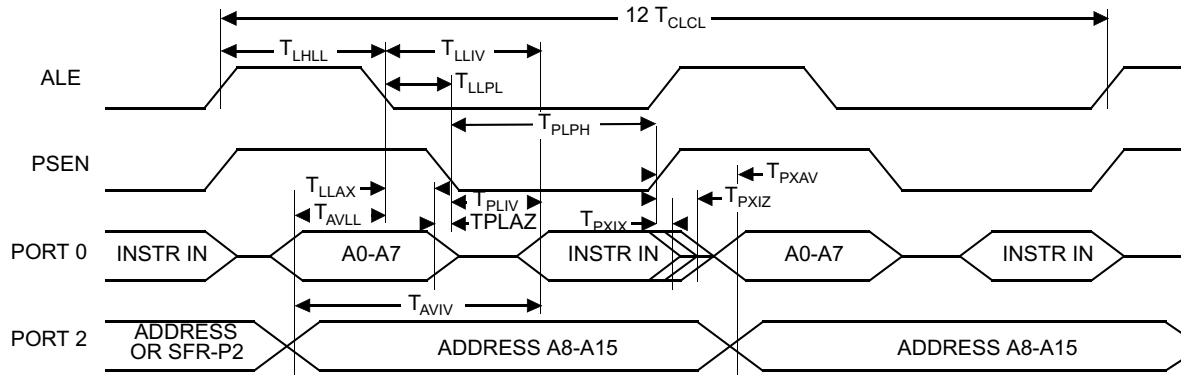 12 TCLCL
TLHLL TLLIV
ALE
TLLPL
TPLPH
PSEN
TPXAV
TLLAX
TPLIV TPXIZ
TAVLL TPLAZ TPXIX
PORT 0 INSTR IN A0-A7 INSTR IN A0-A7 INSTR IN
TAVIV
PORT 2 ADDRESS
OR SFR-P2 ADDRESS A8-A15 ADDRESS A8-A15